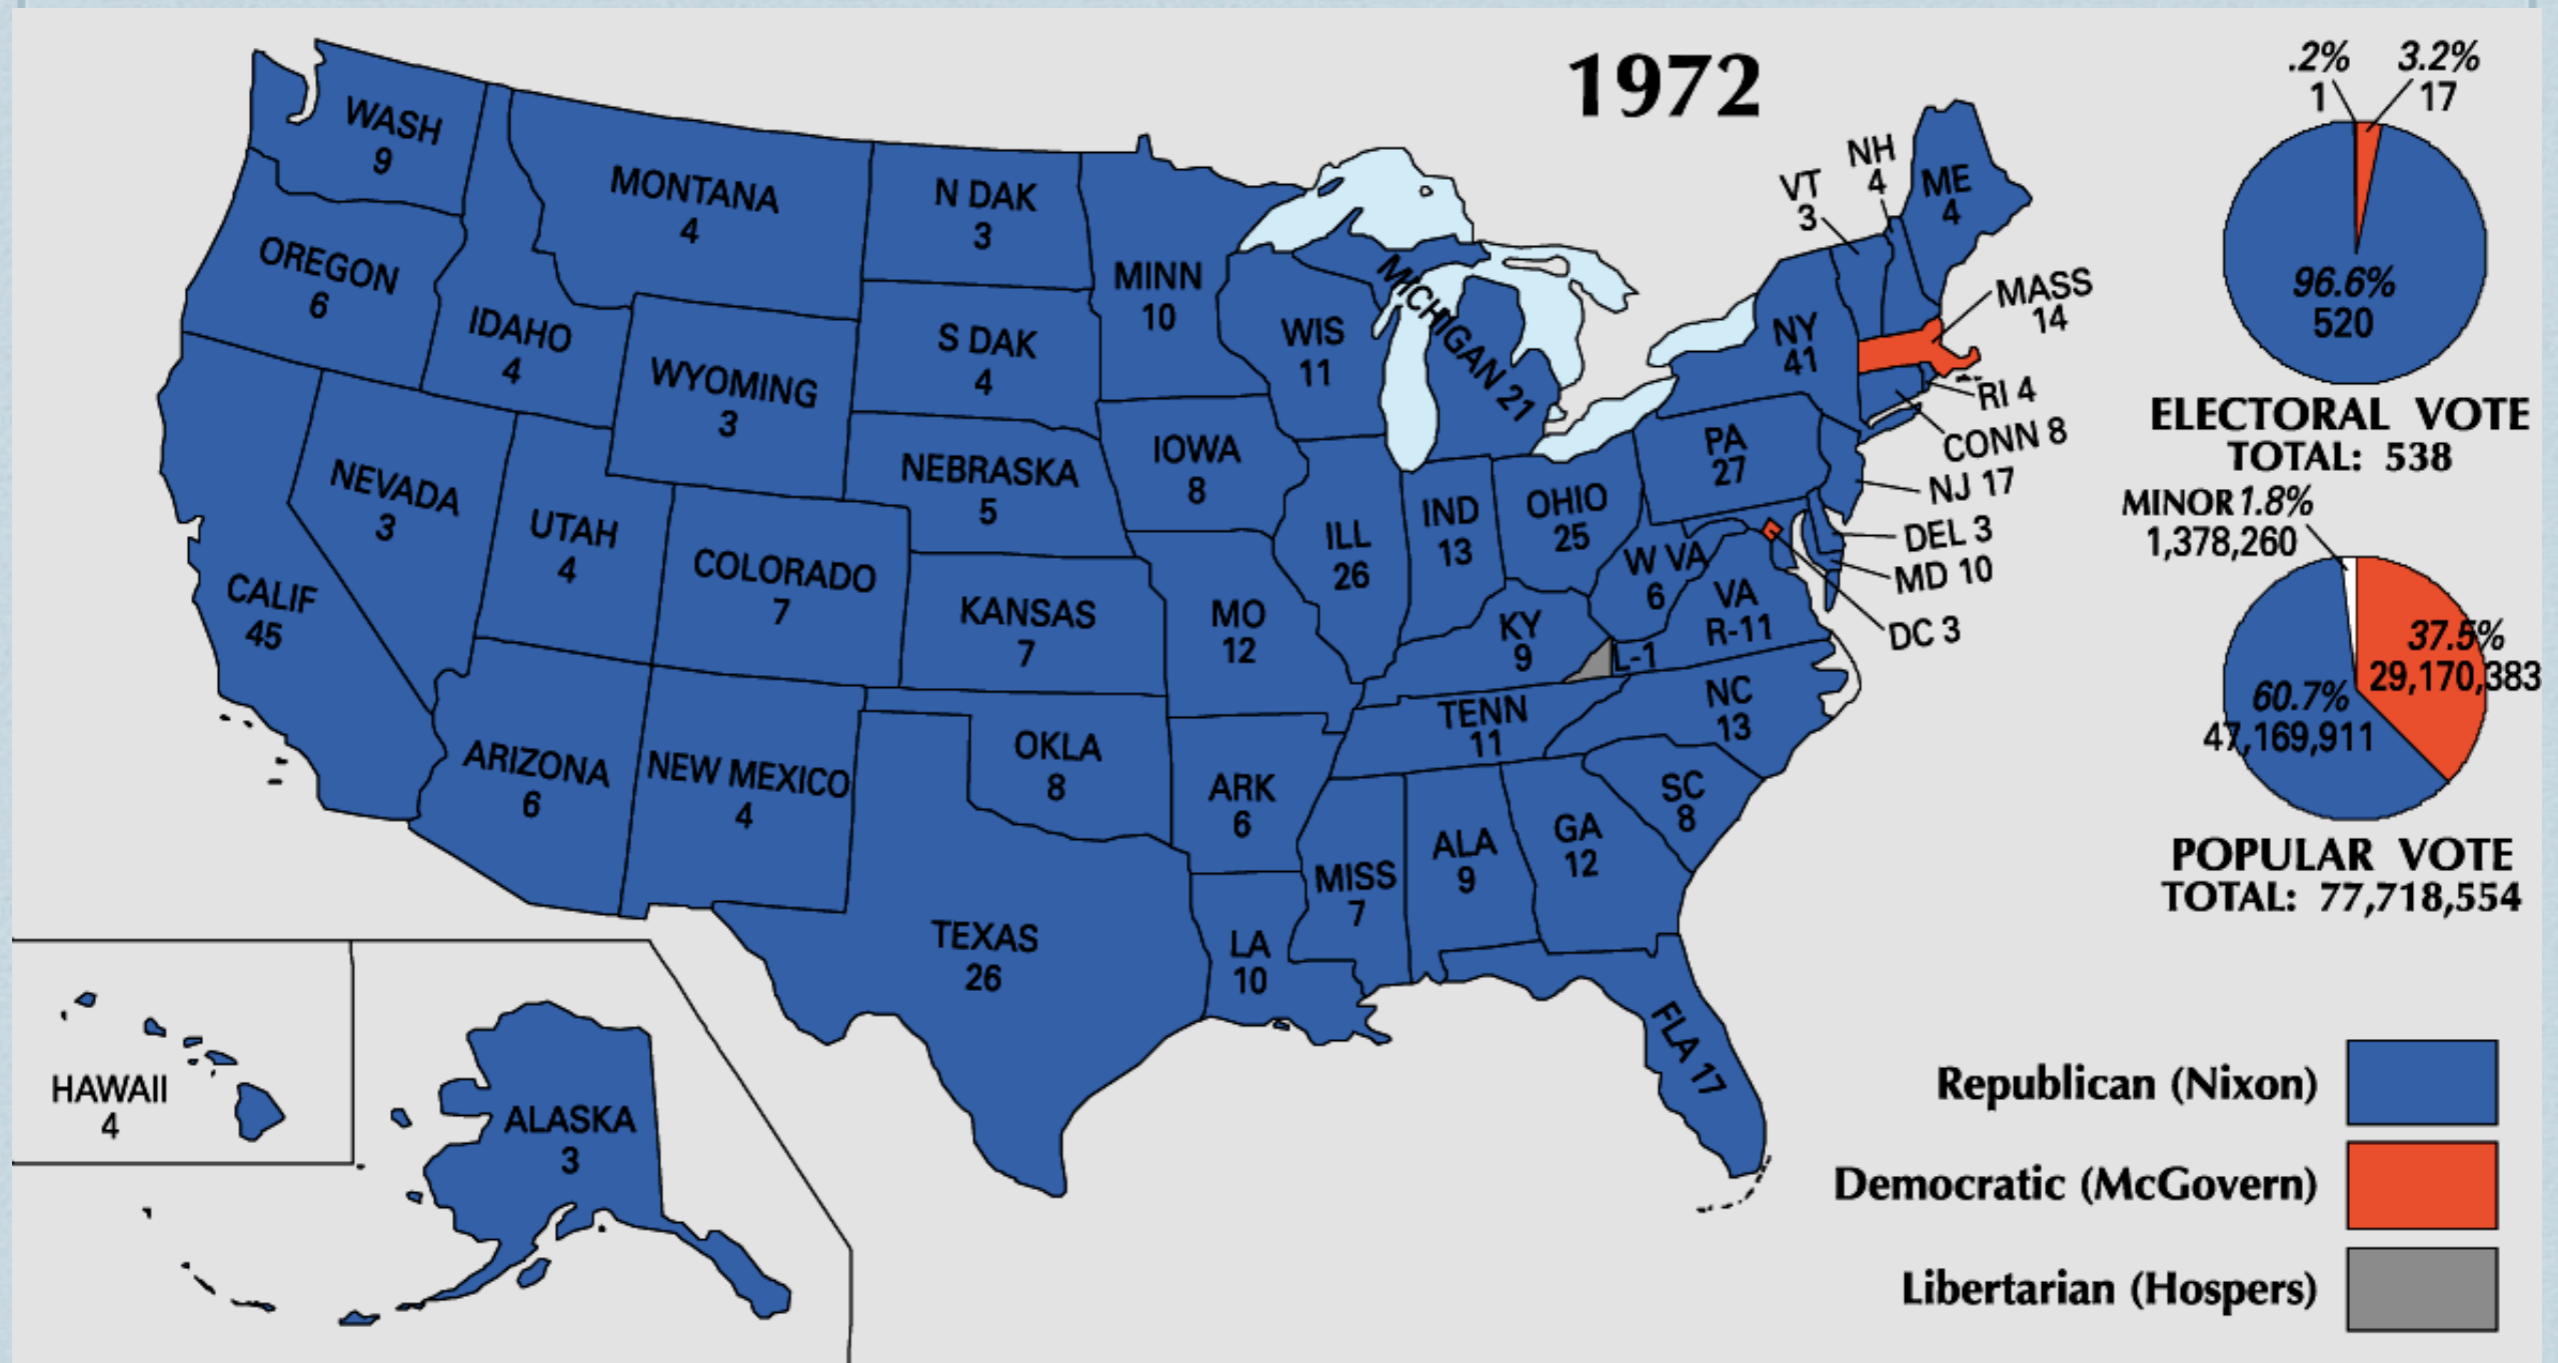 1972
WASH
9
MONTANA
4
N DAK
3
MINN
10
OREGON
6
IDAHO
4
WYOMING
3
S DAK
4
WIS
11
MICHIGAN 21
VT
3
NH
4
ME
4
MASS
14
NY
41
RI 4
CONN 8
NJ 17
DEL 3
MD 10
DC 3
PA
27
NEVADA
3
UTAH
4
COLORADO
7
NEBRASKA
5
IOWA
8
ILL
26
IND
13
OHIO
25
W VA
6
VA
R-11
L-1
CALIF
45
KANSAS
7
MO
12
KY
9
TENN
11
NC
13
ARIZONA
6
NEW MEXICO
4
OKLA
8
ARK
6
SC
8
MISS
7
ALA
9
GA
12
TEXAS
26
LA
10
FLA 17
HAWAII
4
ALASKA
3
.2%
1
3.2%
17
96.6%
520
ELECTORAL VOTE
TOTAL: 538
MINOR 1.8%
1,378,260
37.5%
29,170,383
60.7%
47,169,911
POPULAR VOTE
TOTAL: 77,718,554
Republican (Nixon)
Democratic (McGovern)
Libertarian (Hospers)